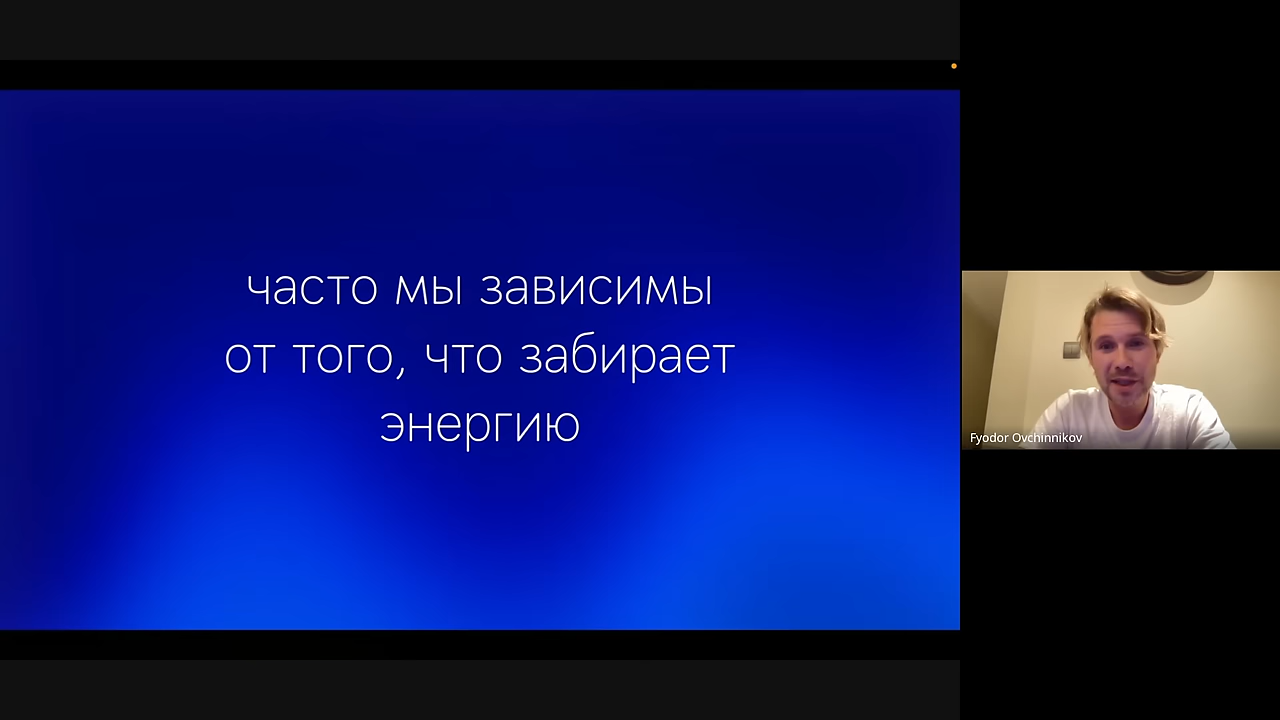 часто мы зависимы
от того, что забирает
энергию
Fyodor Ovchinnikov